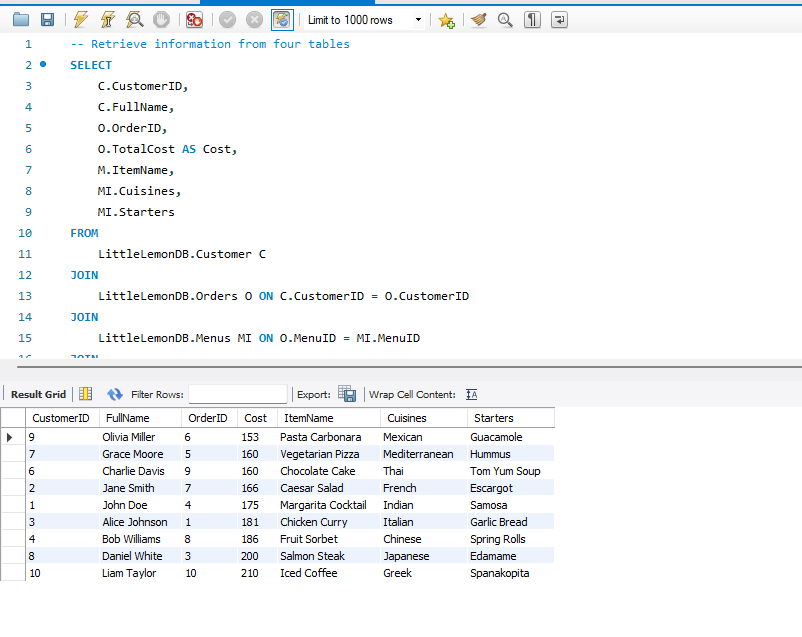 Limit to 1000 rows
1 -- Retrieve information from four tables
2 SELECT
3 C.CustomerID,
4 C.FullName,
5 O.OrderID,
6 O.TotalCost AS Cost,
7 M.ItemName,
8 MI.Cuisines,
9 MI.Starters
10 FROM
11 LittleLemonDB.Customer C
12 JOIN
13 LittleLemonDB.Orders O ON C.CustomerID = O.CustomerID
14 JOIN
15 LittleLemonDB.Menus MI ON O.MenuID = MI.MenuID
16 JOIN
Result Grid Filter Rows: Export: Wrap Cell Content: IA
CustomerID FullName OrderID Cost ItemName Cuisines Starters
9 Olivia Miller 6 153 Pasta Carbonara Mexican Guacamole
7 Grace Moore 5 160 Vegetarian Pizza Mediterranean Hummus
6 Charlie Davis 9 160 Chocolate Cake Thai Tom Yum Soup
2 Jane Smith 7 166 Caesar Salad French Escargot
1 John Doe 4 175 Margarita Cocktail Indian Samosa
3 Alice Johnson 1 181 Chicken Curry Italian Garlic Bread
4 Bob Williams 8 186 Fruit Sorbet Chinese Spring Rolls
8 Daniel White 3 200 Salmon Steak Japanese Edamame
10 Liam Taylor 10 210 Iced Coffee Greek Spanakopita